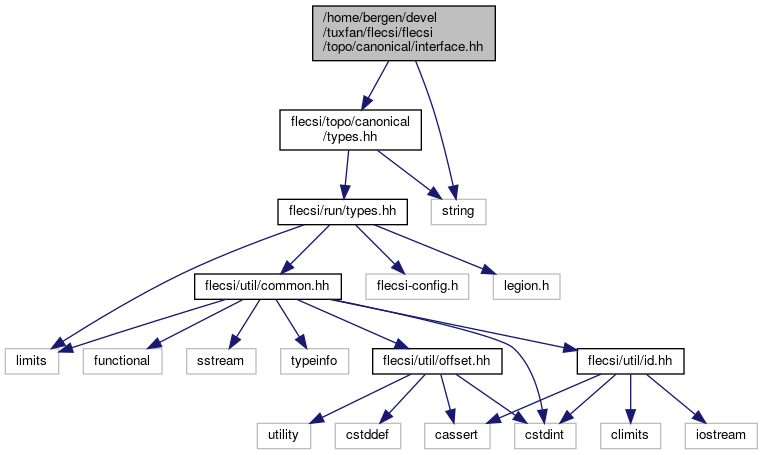 /home/bergen/devel
/tuxfan/flecsi/flecsi
/topo/canonical/interface.hh
flecsi/topo/canonical
/types.hh
flecsi/run/types.hh
string
flecsi/util/common.hh
flecsi-config.h
legion.h
limits
functional
sstream
typeinfo
flecsi/util/offset.hh
flecsi/util/id.hh
utility
cstddef
cassert
cstdint
climits
iostream